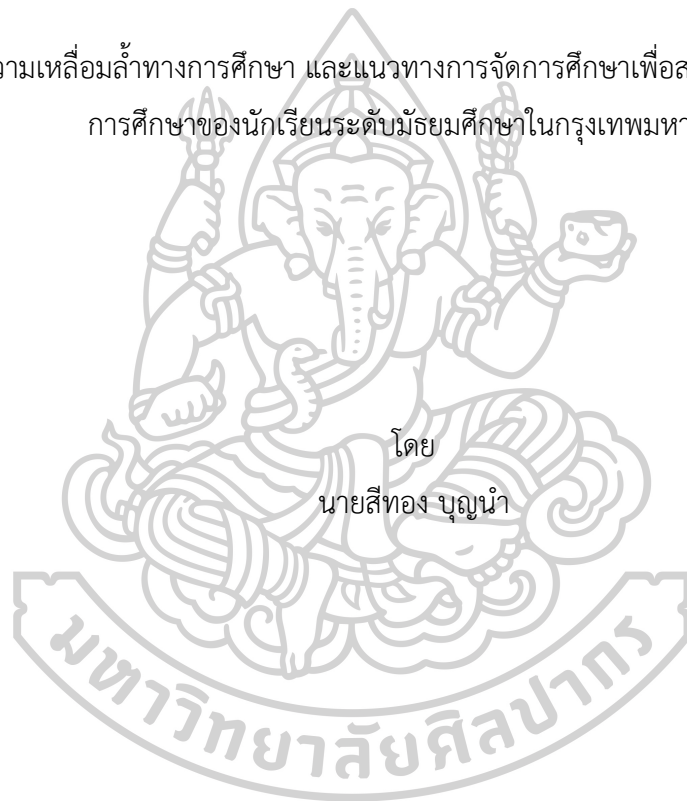 ความเหลื่อมล้ำทางการศึกษา และแนวทางการจัดการศึกษาเพื่อส
การศึกษาของนักเรียนระดับมัธยมศึกษาในกรุงเทพมหา
โดย
นายสีทอง บุญนำ
มหาวิทยาลัยศิลปากร